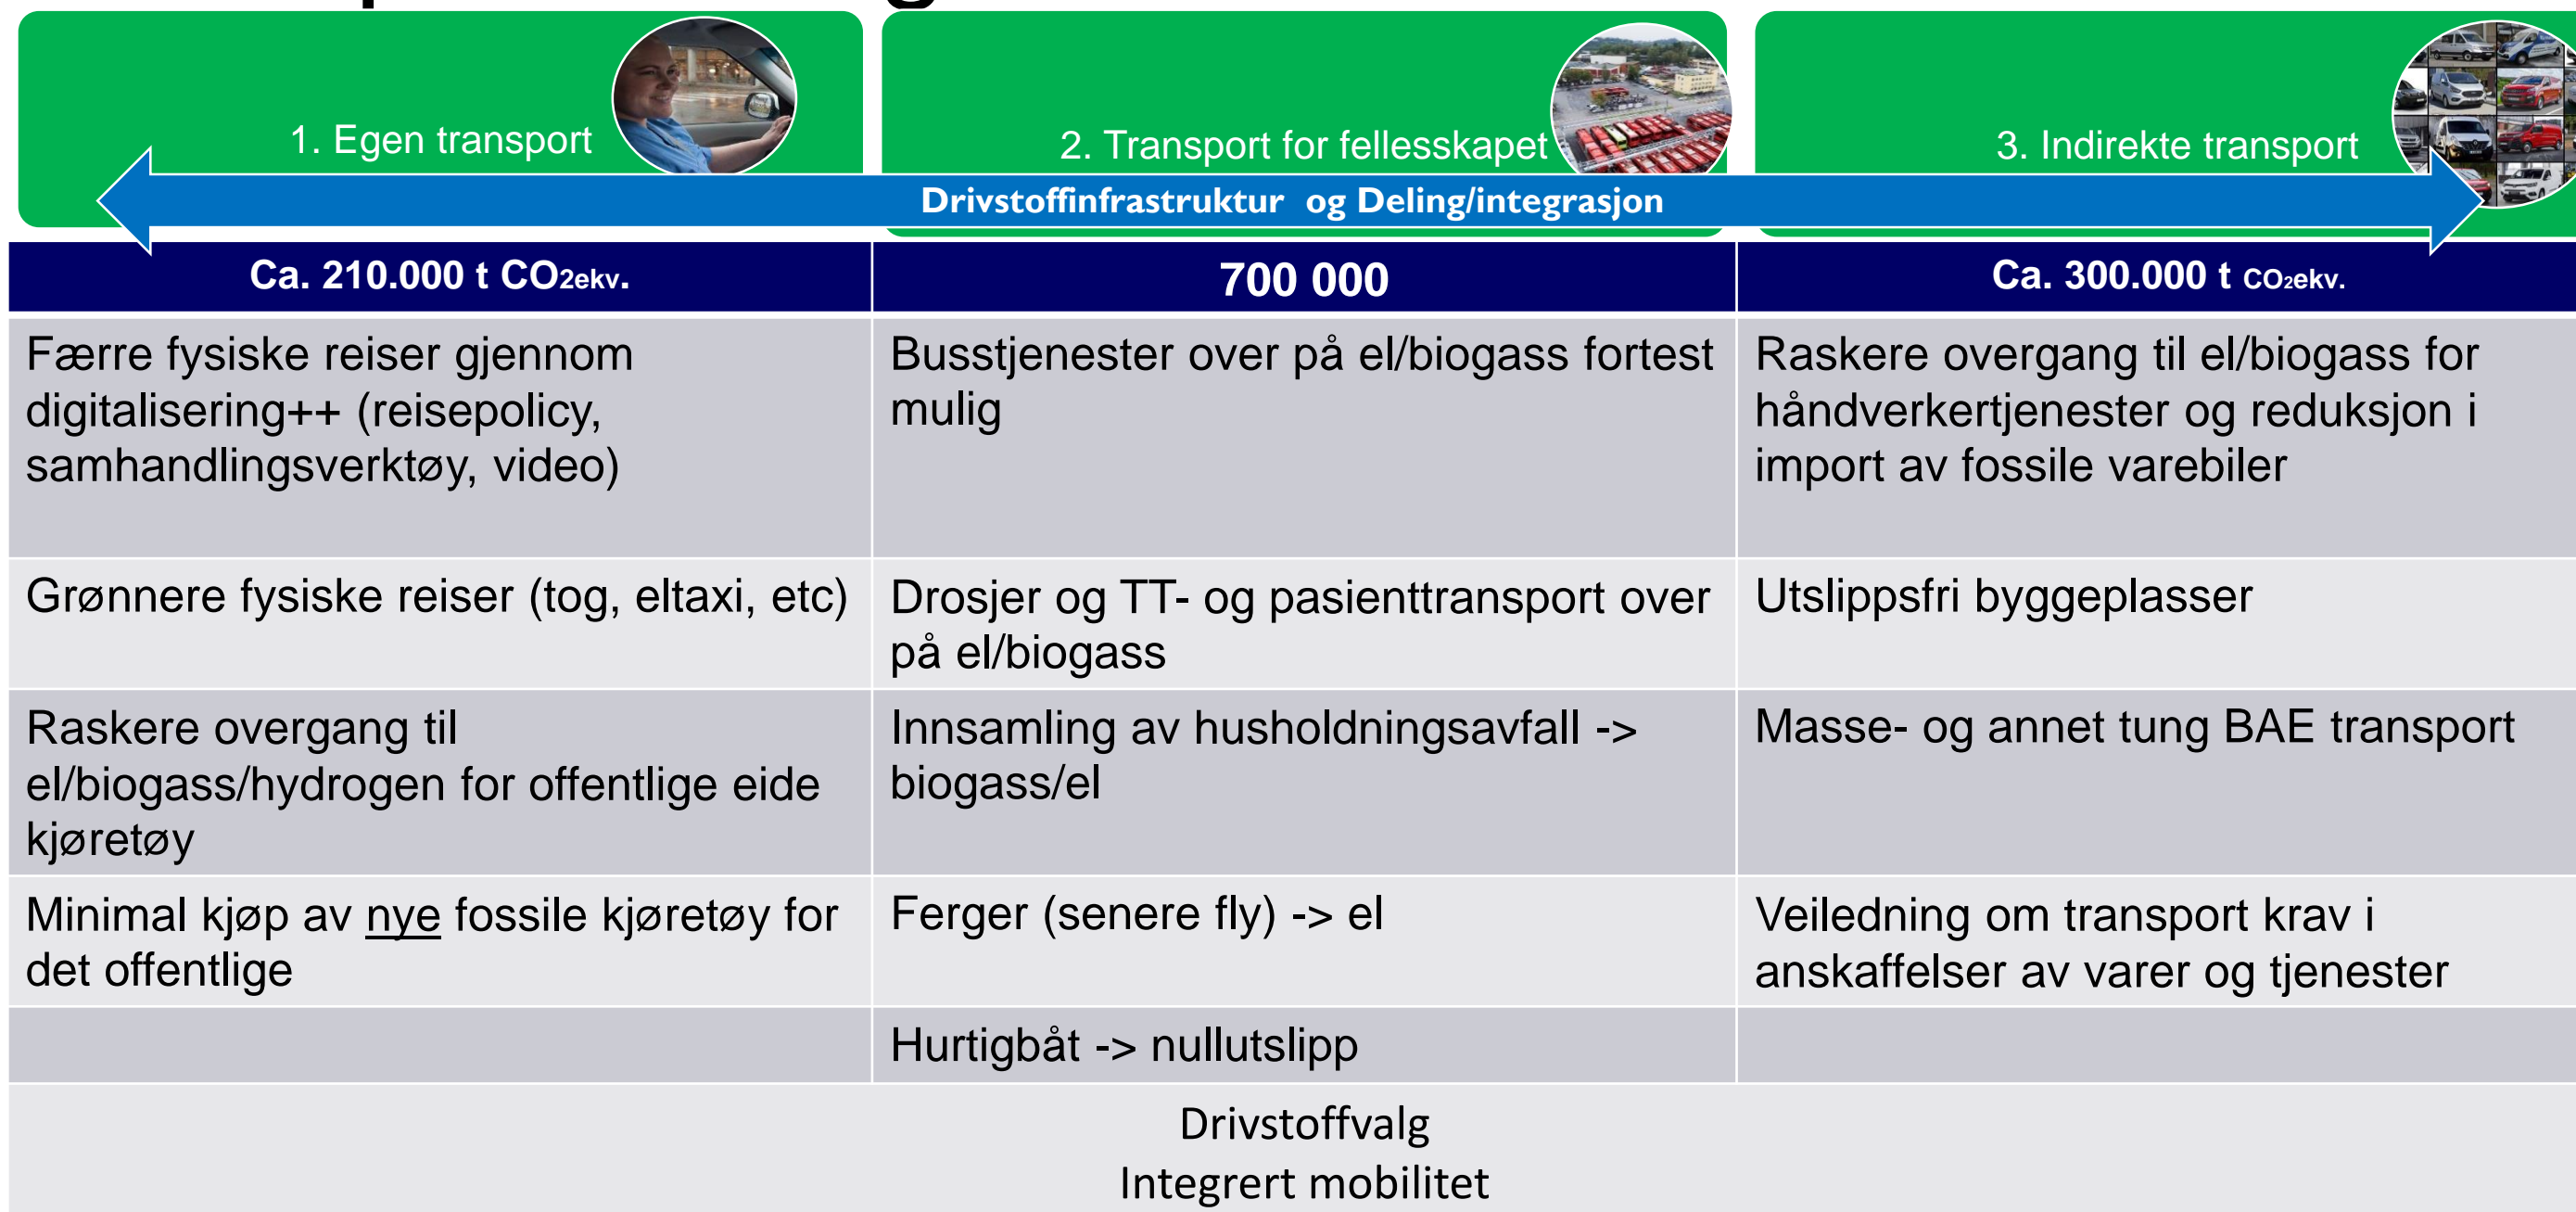 1. Egen transport
2. Transport for fellesskapet
3. Indirekte transport
Drivstoffinfrastruktur og Deling/integrasjon
Ca. 210.000 t CO2ekv.
700 000
Ca. 300.000 t CO2ekv.
Færre fysiske reiser gjennom
digitalisering++ (reisepolicy,
samhandlingsverktøy, video)
Busstjenester over på el/biogass fortest
mulig
Raskere overgang til el/biogass for
håndverkertjenester og reduksjon i
import av fossile varebiler
Grønnere fysiske reiser (tog, eltaxi, etc)
Drosjer og TT- og pasienttransport over
på el/biogass
Utslippsfri byggeplasser
Raskere overgang til
el/biogass/hydrogen for offentlige eide
kjøretøy
Innsamling av husholdningsavfall ->
biogass/el
Masse- og annet tung BAE transport
Minimal kjøp av nye fossile kjøretøy for
det offentlige
Ferger (senere fly) -> el
Veiledning om transport krav i
anskaffelser av varer og tjenester
Hurtigbåt -> nullutslipp
Drivstoffvalg
Integrert mobilitet